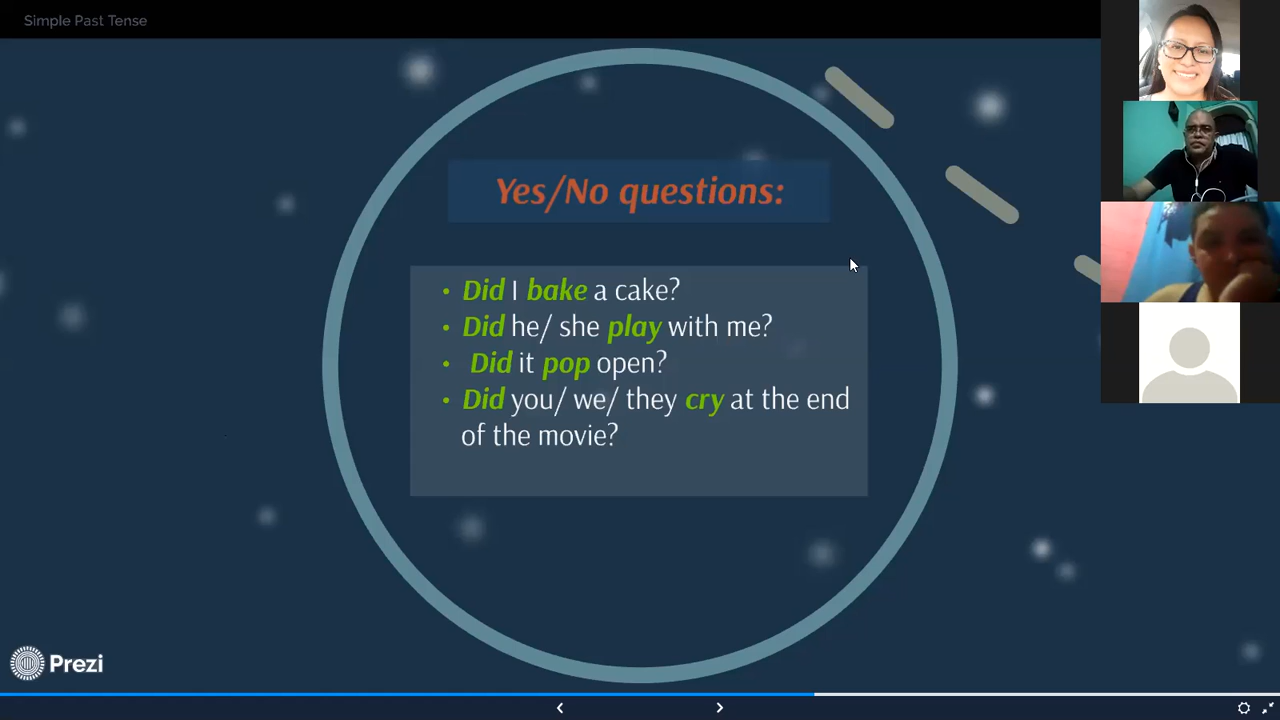 Simple Past Tense
Yes/No questions:
• Did I bake a cake?
• Did he/ she play with me?
• Did it pop open?
• Did you/ we/ they cry at the end
of the movie?
Prezi